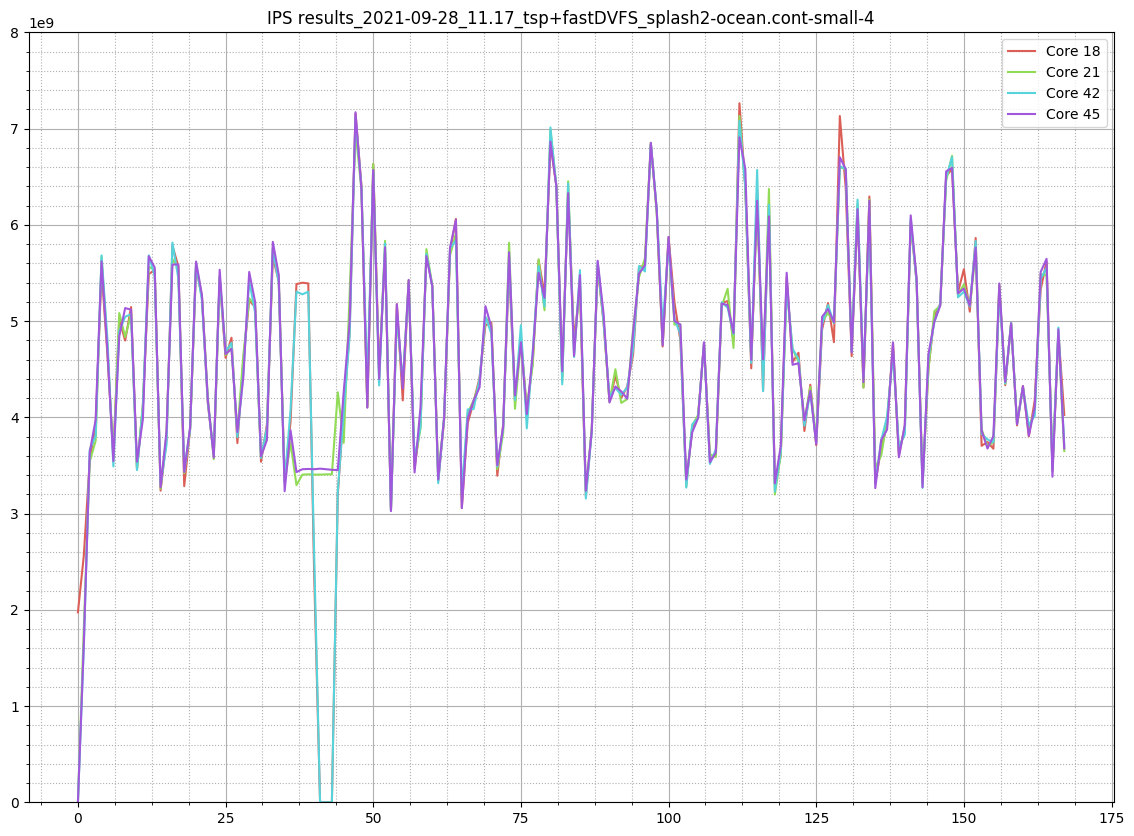 IPS results_2021-09-28_11.17_tsp+fastDVFS_splash2-ocean.cont-small-4
1e9
8
7
6
5
4
3
2
1
0
Core 18
Core 21
Core 42
Core 45
0 25 50 75 100 125 150 175